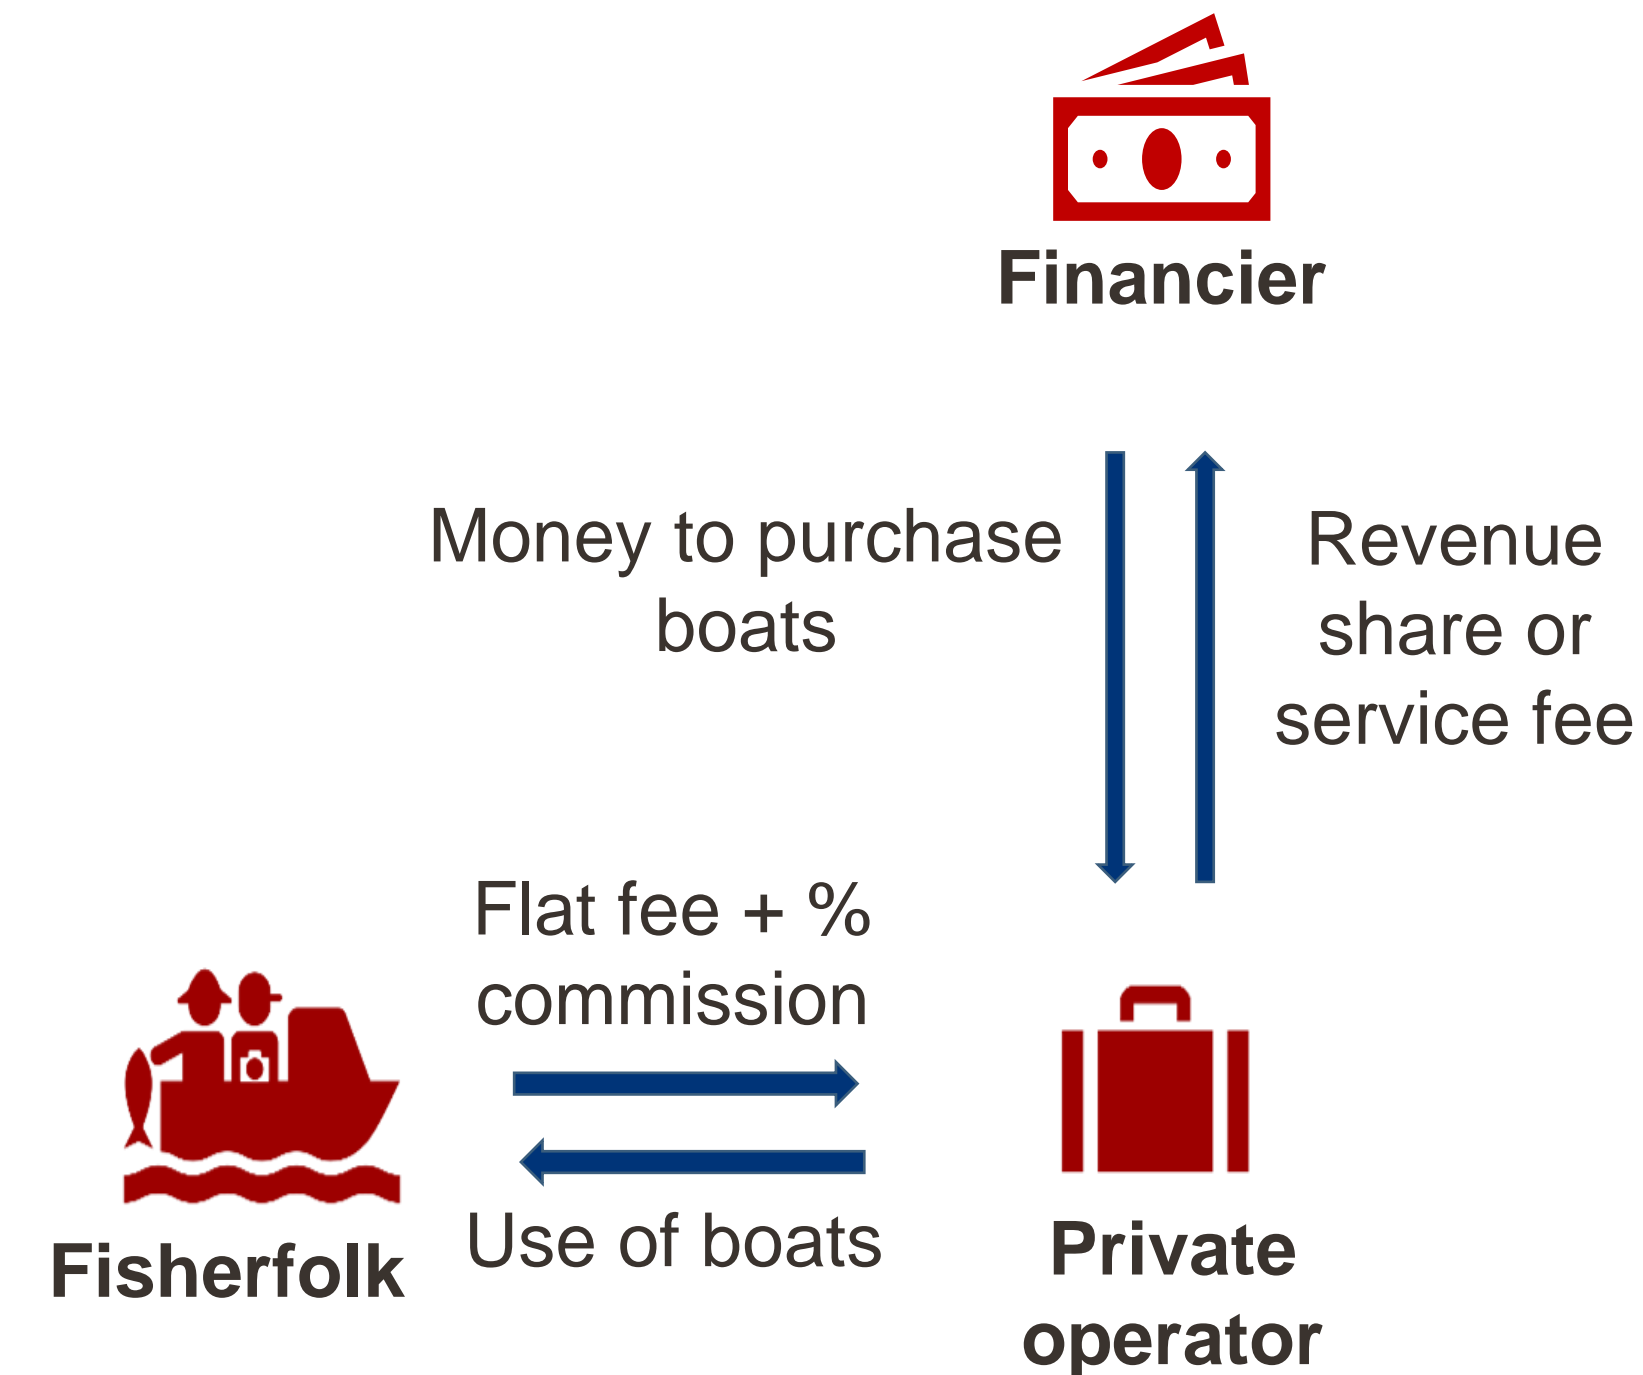 Financier
Money to purchase
boats
Revenue
share or
service fee
Flat fee + %
commission
Use of boats
Fisherfolk
Private
operator